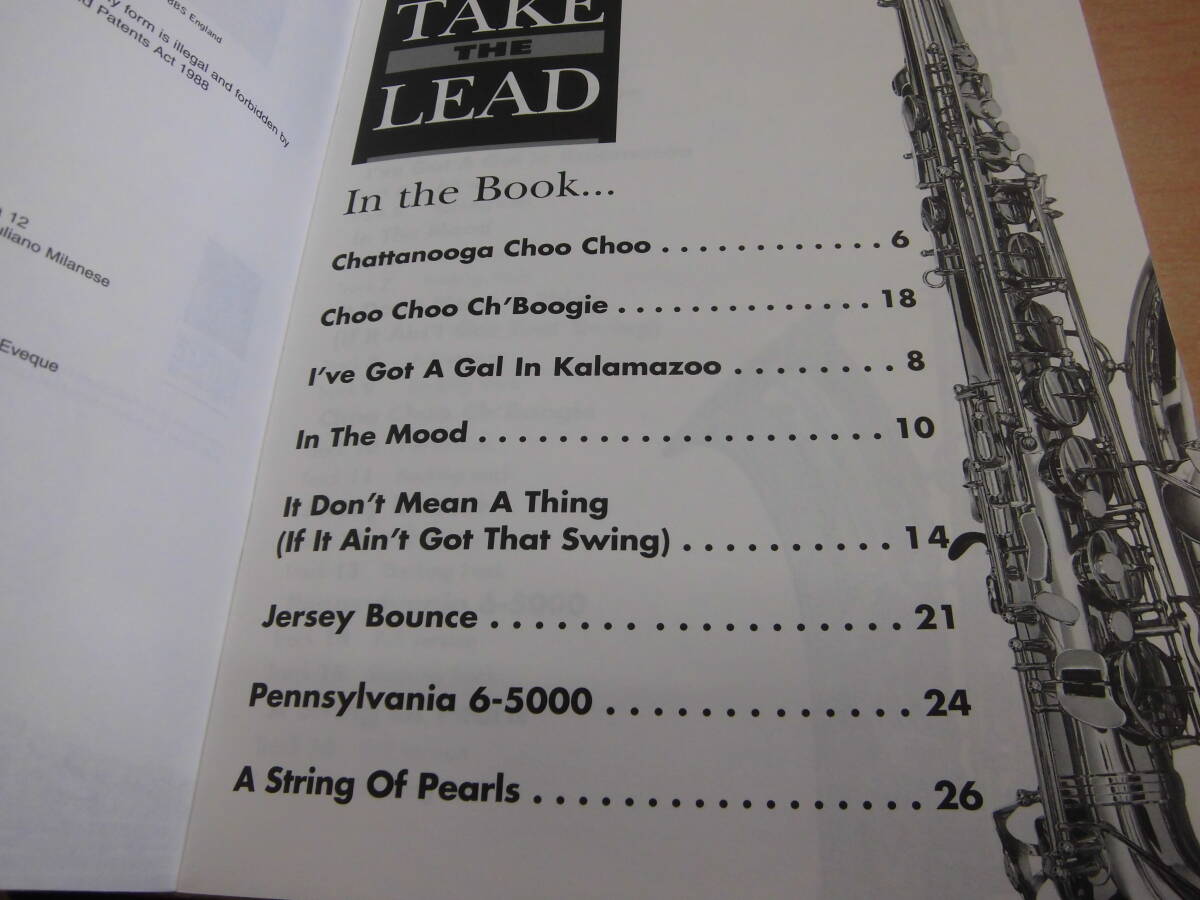 BBS England
form is illegal and forbidden by
Patents Act 1988
12
Milanese
Eveque
TAKE
THE
LEAD
In the Book...
Chattanooga Choo Choo . . . . . . . . . . . . . 6
Choo Choo Ch'Boogie . . . . . . . . . . . . . . 18
I've Got A Gal In Kalamazoo . . . . . . . . 8
In The Mood . . . . . . . . . . . . . . . . . . . . . 10
It Don't Mean A Thing
(If It Ain't Got That Swing) . . . . . . . . . . 14
Jersey Bounce . . . . . . . . . . . . . . . . . . . 21
Pennsylvania 6-5000 . . . . . . . . . . . . . . 24
A String Of Pearls . . . . . . . . . . . . . . . . . 26